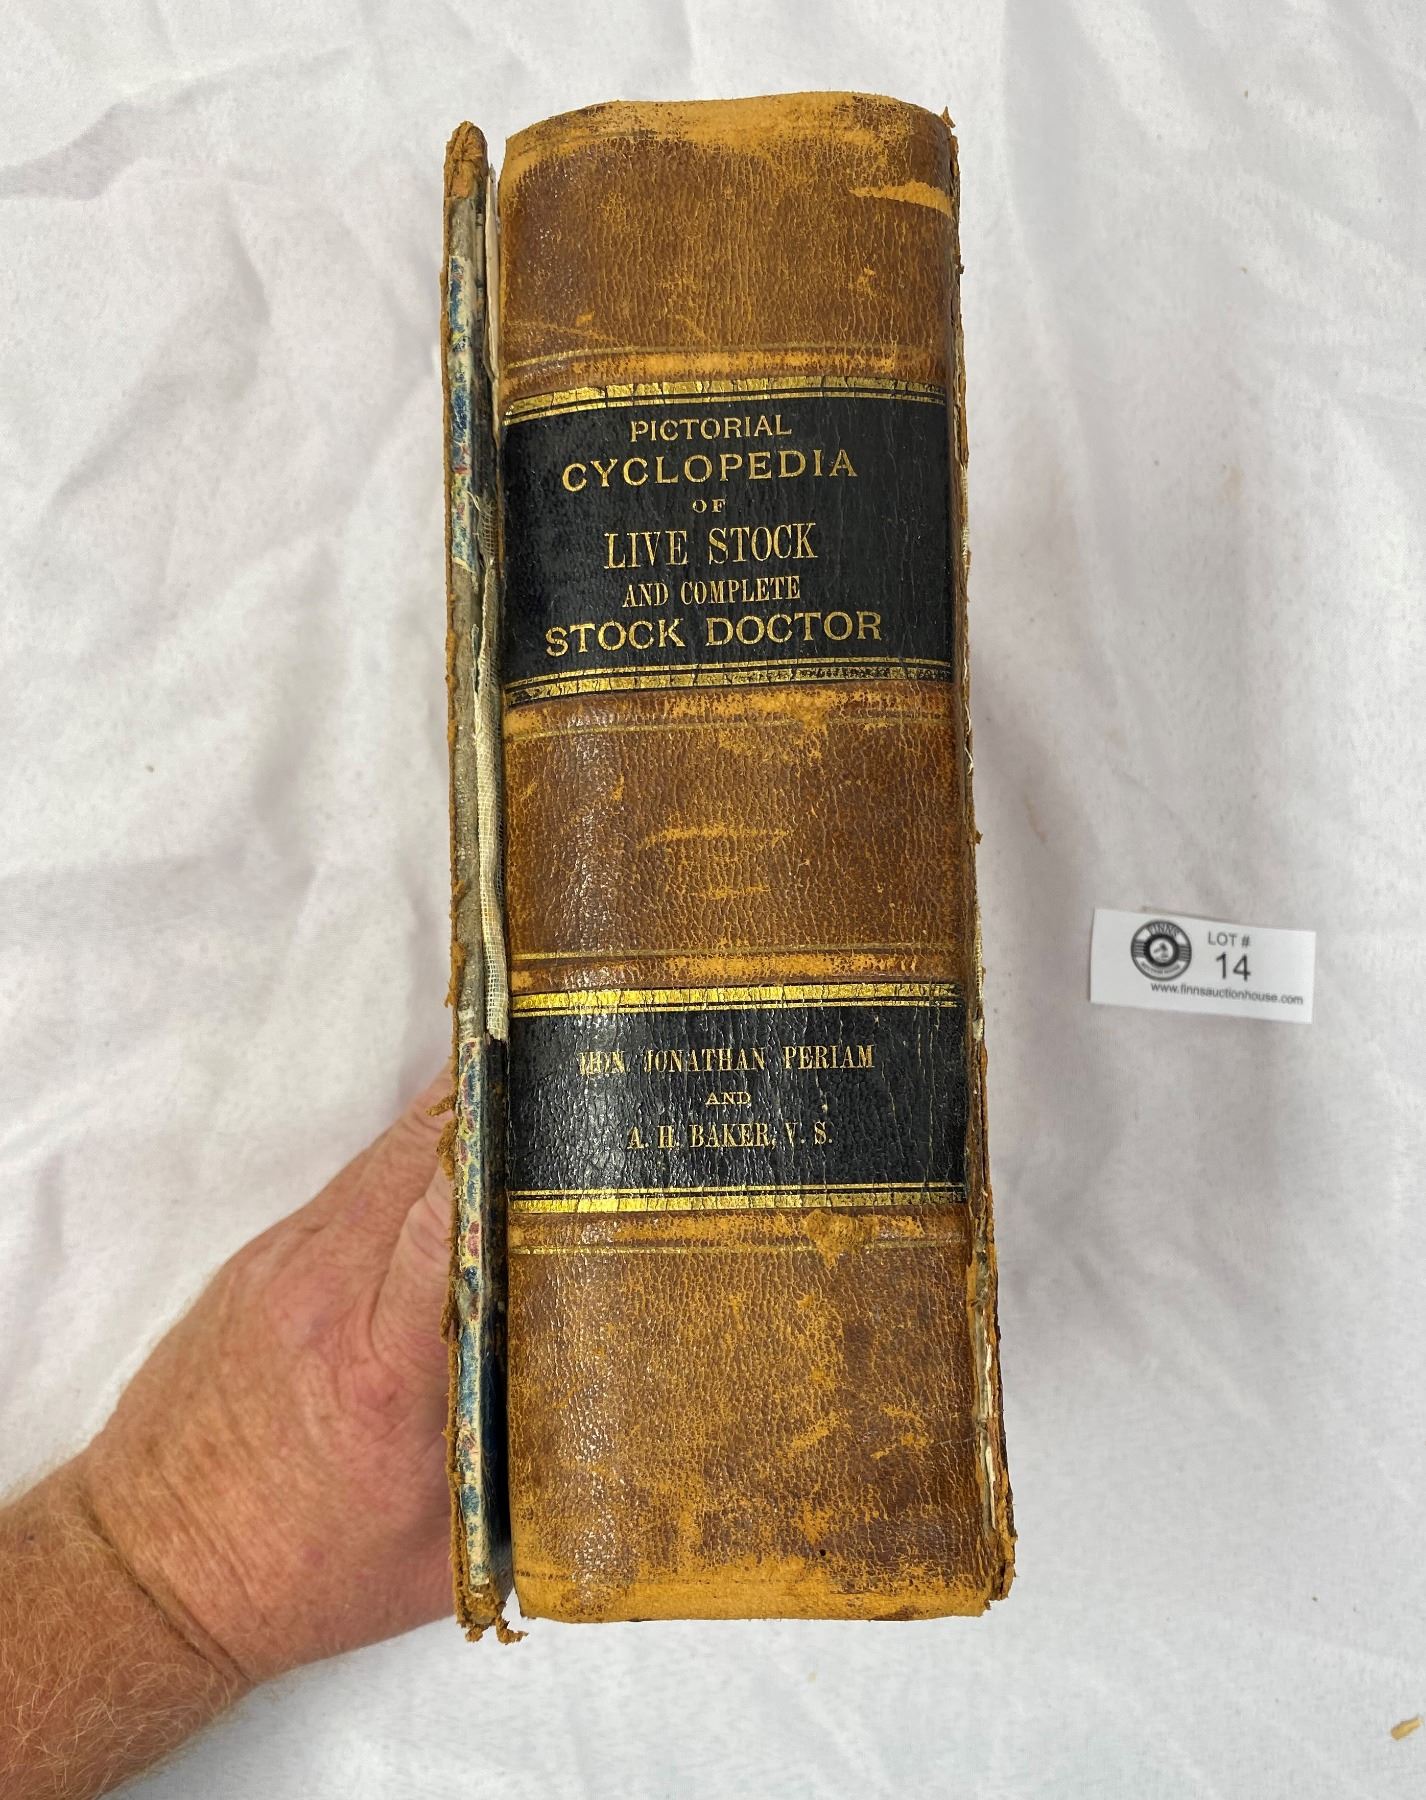 PICTORIAL
CYCLOPEDIA
OF
LIVE STOCK
AND COMPLETE
STOCK DOCTOR
HON. JONATHAN PERIAM
AND
A. H. BAKER, V. S.
FINNS
LOT #
14
www.finnsauctionhouse.com